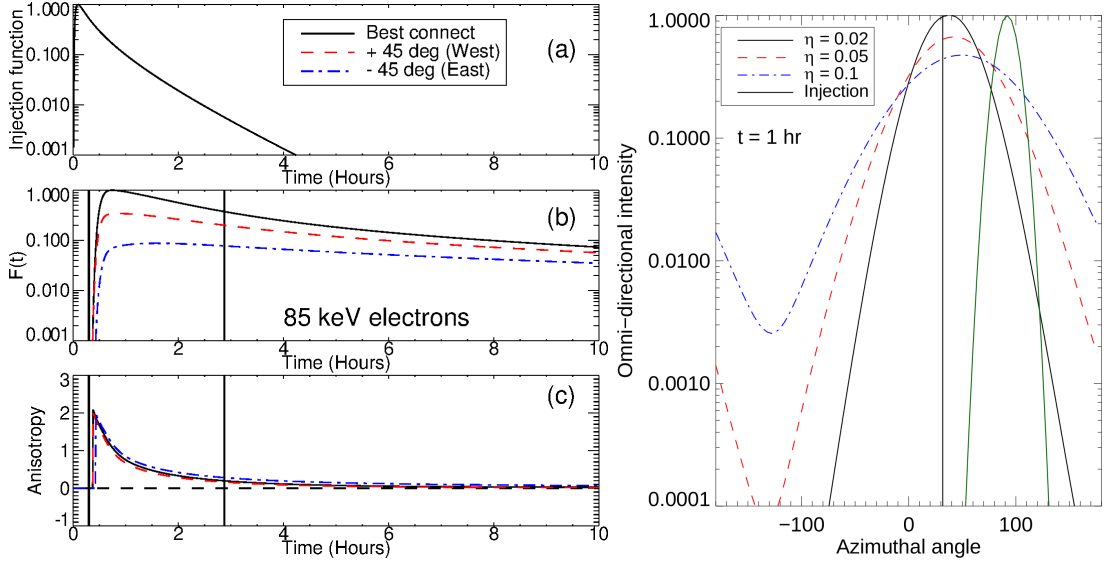 Injection function
1.000
0.100
0.010
0.001
0
2
4
6
8
10
Time (Hours)
Best connect
+ 45 deg (West)
- 45 deg (East)
(a)
F(t)
1.000
0.100
0.010
0.001
0
2
4
6
8
10
Time (Hours)
85 keV electrons
(b)
Anisotropy
3
2
1
0
-1
0
2
4
6
8
10
Time (Hours)
(c)
Omni-directional intensity
1.0000
0.1000
0.0100
0.0010
0.0001
η = 0.02
η = 0.05
η = 0.1
Injection
t = 1 hr
-100
0
100
Azimuthal angle